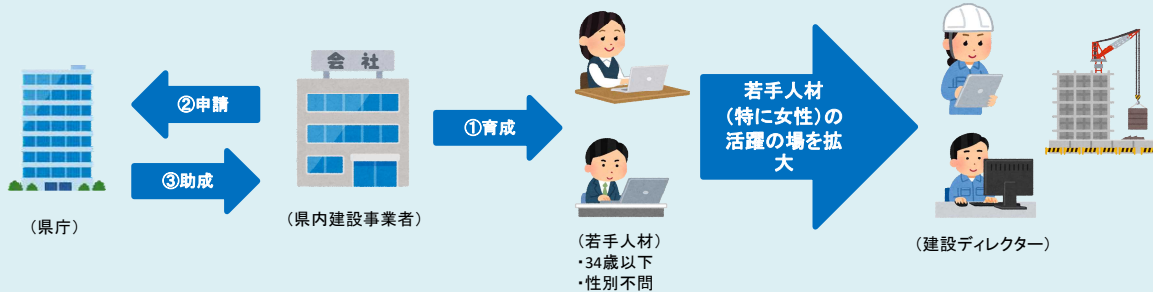 会社
②申請
①育成
③助成
若手人材
（特に女性）の
活躍の場を拡
大
（県庁）
（県内建設事業者）
（若手人材）
・34歳以下
・性別不問
（建設ディレクター）